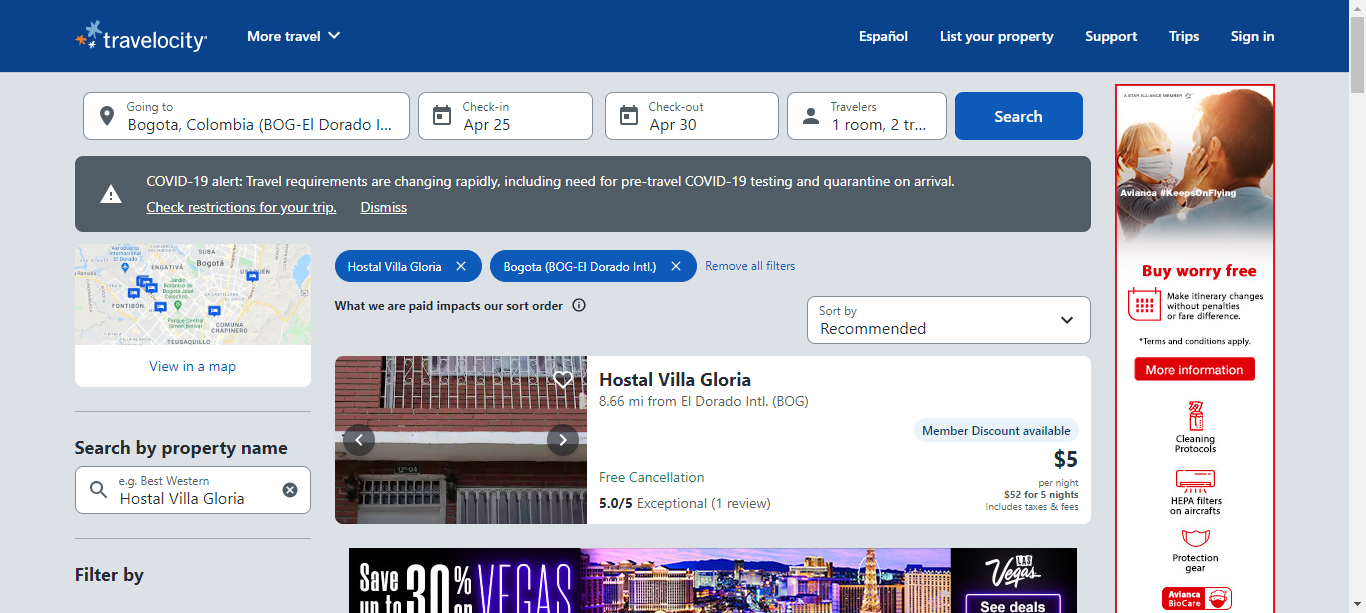 travelocity
More travel
Español
List your property
Support
Trips
Sign in
Going to
Bogota, Colombia (BOG-El Dorado I...
Check-in
Apr 25
Check-out
Apr 30
Travelers
1 room, 2 tr...
Search
COVID-19 alert: Travel requirements are changing rapidly, including need for pre-travel COVID-19 testing and quarantine on arrival.
Check restrictions for your trip.
Dismiss
SUBA
ENGATIVÁ
Bogotá
FONTIBÓN
COMUNA
CHAPINERO
TEUSAQUILLO
View in a map
Search by property name
e.g. Best Western
Hostal Villa Gloria
Filter by
Hostal Villa Gloria
Bogota (BOG-El Dorado Intl.)
Remove all filters
What we are paid impacts our sort order
Sort by
Recommended
Hostal Villa Gloria
8.66 mi from El Dorado Intl. (BOG)
Member Discount available
$5
per night
$52 for 5 nights
Includes taxes & fees
Free Cancellation
5.0/5 Exceptional (1 review)
Save
up to 30% on
VEGAS
LAS
Vegas
See deals
A STAR ALLIANCE MEMBER
Avianca #KeepsOnFlying
Buy worry free
Make itinerary changes
without penalties
or fare difference.
*Terms and conditions apply.
More information
Cleaning
Protocols
HEPA filters
on aircrafts
Protection
gear
Avianca
BioCare